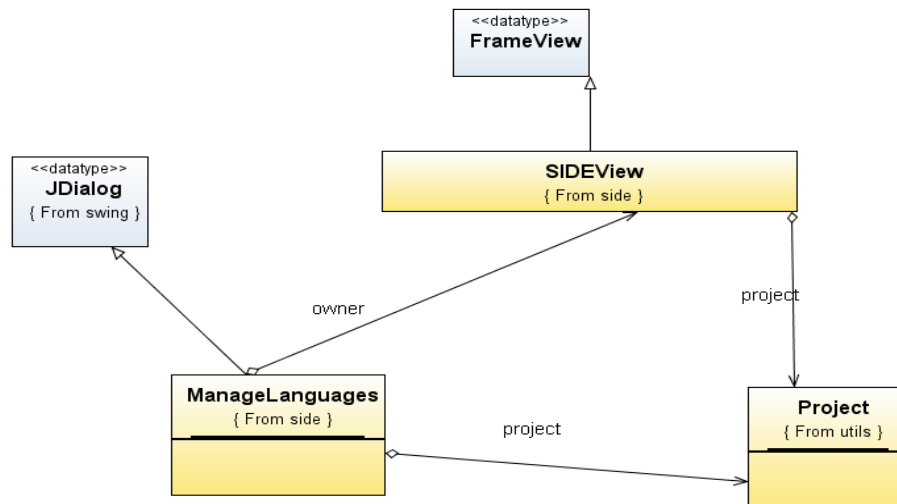 <<datatype>>
FrameView
<<datatype>>
JDialog
{ From swing }
SIDEView
{ From side }
owner
project
ManageLanguages
{ From side }
project
Project
{ From utils }